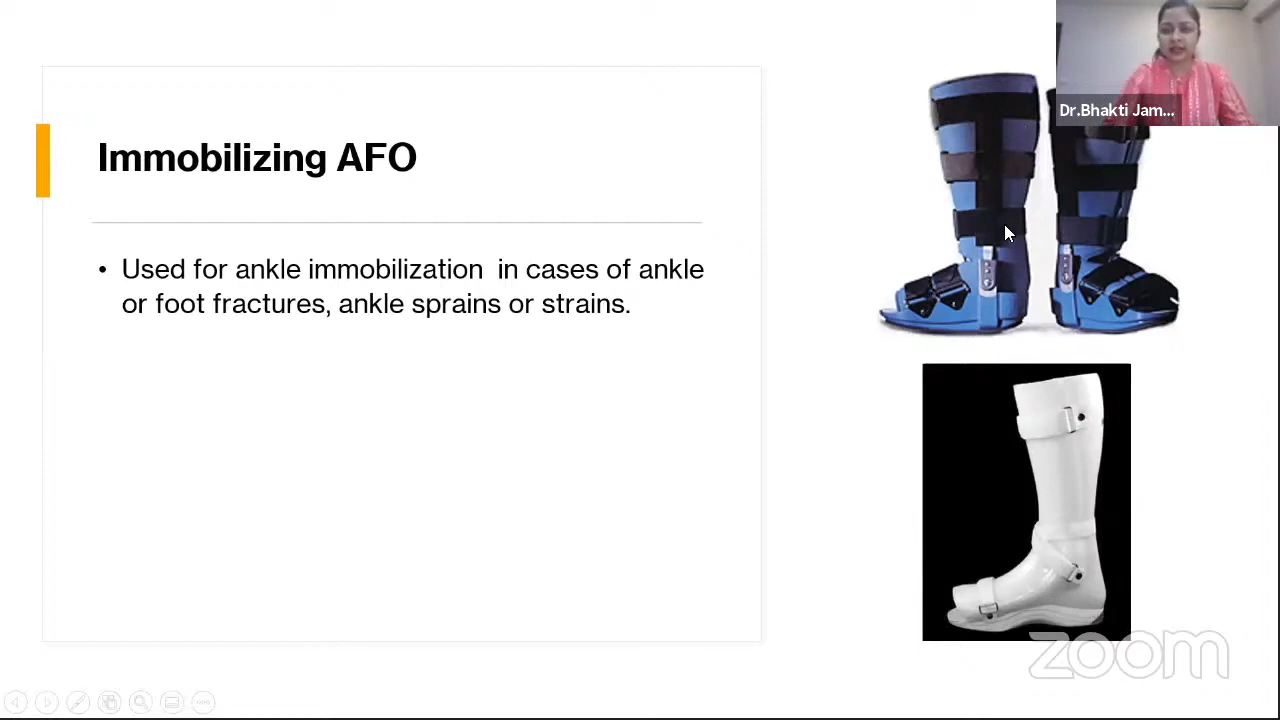 Dr.Bhakti Jam...
Immobilizing AFO
• Used for ankle immobilization  in cases of ankle
or foot fractures, ankle sprains or strains.
zoom